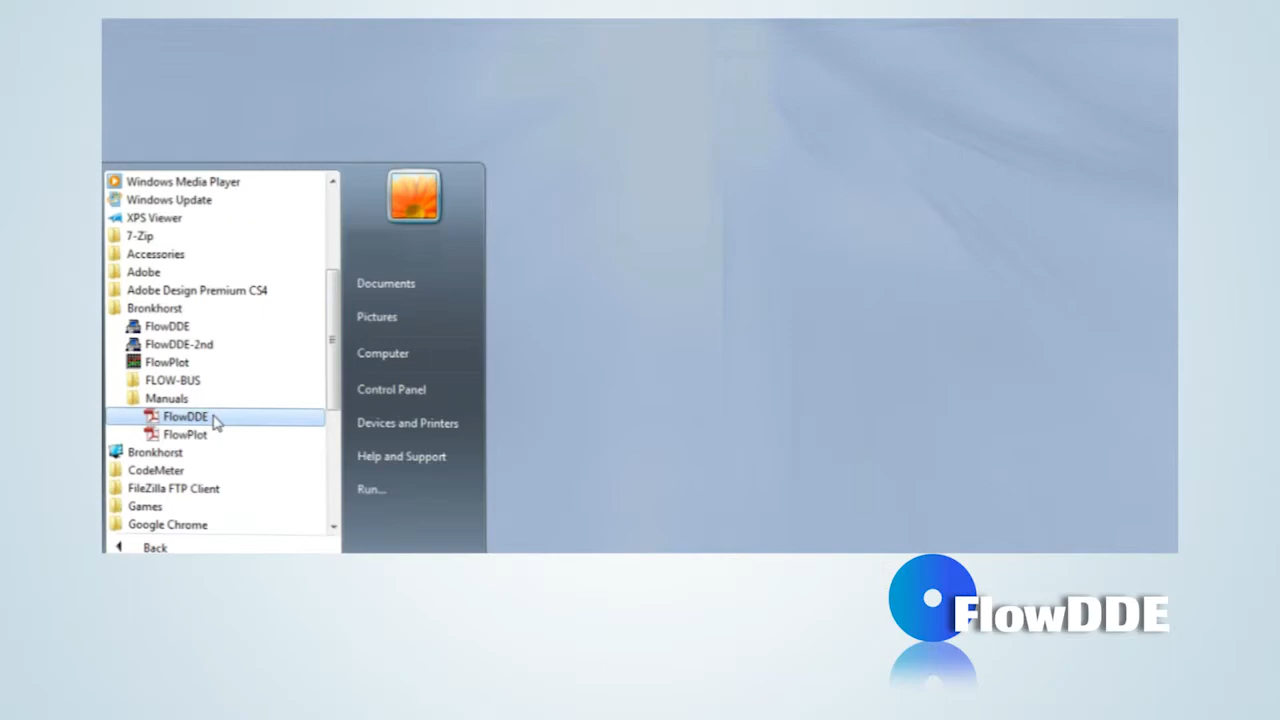 Windows Media Player
Windows Update
XPS Viewer
7-Zip
Accessories
Adobe
Adobe Design Premium CS4
Bronkhorst
FlowDDE
FlowDDE-2nd
FlowPlot
FLOW-BUS
Manuals
FlowDDE
FlowPlot
Bronkhorst
CodeMeter
FileZilla FTP Client
Games
Google Chrome
Back
Documents
Pictures
Computer
Control Panel
Devices and Printers
Help and Support
Run...
FlowDDE